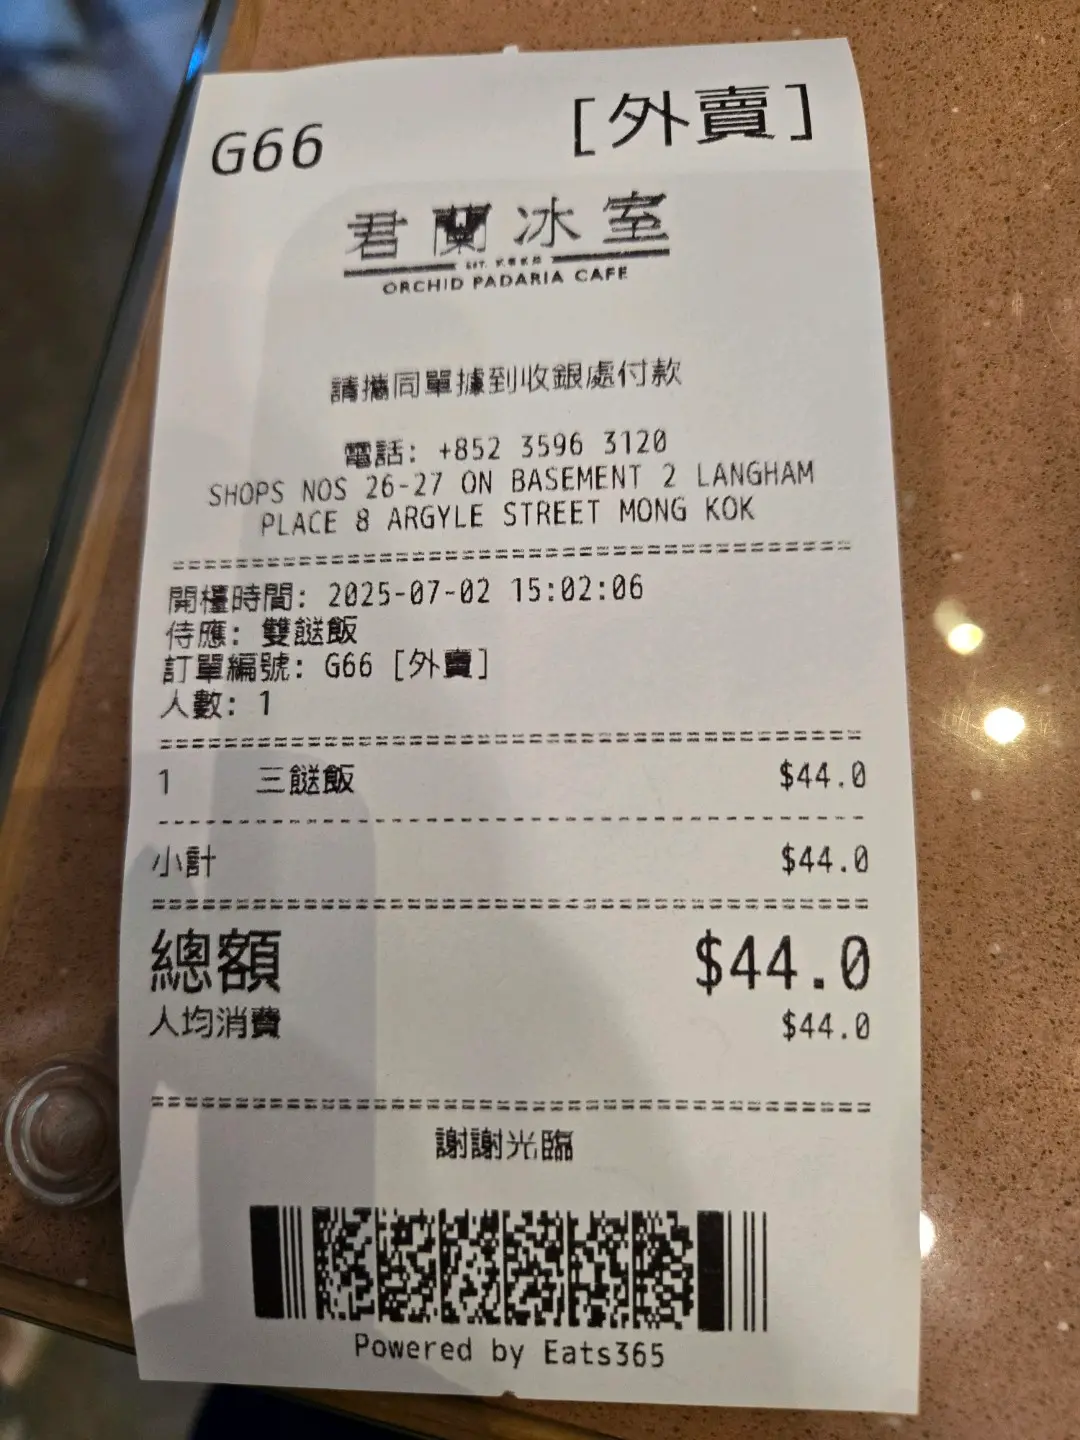 G66 [外賣]
君蘭冰室
ORCHID PADARIA CAFE
請攜同單據到收銀處付款
電話: +852 3596 3120
SHOPS NOS 26-27 ON BASEMENT 2 LANGHAM
PLACE 8 ARGYLE STREET MONG KOK
開檯時間: 2025-07-02 15:02:06
侍應: 雙餸飯
訂單編號: G66 [外賣]
人數: 1
1 三餸飯 $44.0
小計 $44.0
總額 $44.0
人均消費 $44.0
謝謝光臨
Powered by Eats365